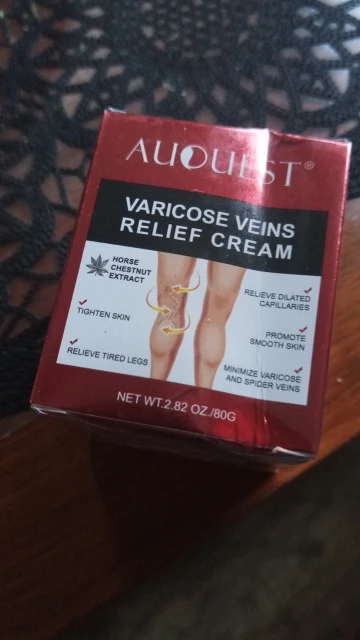 AUQUEST®
VARICOSE VEINS
RELIEF CREAM
HORSE
CHESTNUT
EXTRACT
TIGHTEN SKIN
RELIEVE TIRED LEGS
RELIEVE DILATED
CAPILLARIES
PROMOTE
SMOOTH SKIN
MINIMIZE VARICOSE
AND SPIDER VEINS
NET WT.2.82 OZ./80G